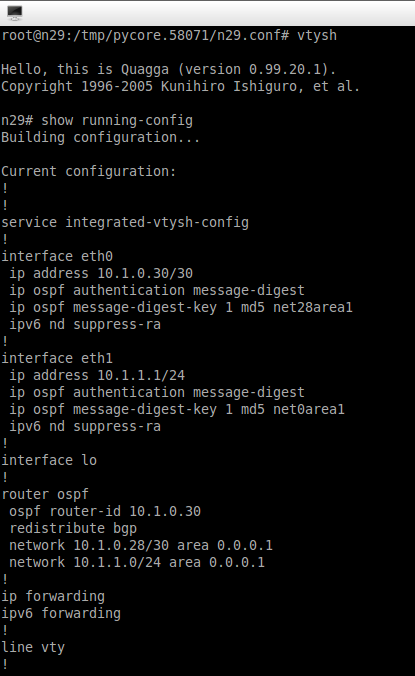 root@n29:/tmp/pycore.58071/n29.conf# vtysh
Hello, this is Quagga (version 0.99.20.1).
Copyright 1996-2005 Kunihiro Ishiguro, et al.
n29# show running-config
Building configuration...
Current configuration:
!
!
service integrated-vtysh-config
!
interface eth0
 ip address 10.1.0.30/30
 ip ospf authentication message-digest
 ip ospf message-digest-key 1 md5 net28area1
 ipv6 nd suppress-ra
!
interface eth1
 ip address 10.1.1.1/24
 ip ospf authentication message-digest
 ip ospf message-digest-key 1 md5 net0area1
 ipv6 nd suppress-ra
!
interface lo
!
router ospf
 ospf router-id 10.1.0.30
 redistribute bgp
 network 10.1.0.28/30 area 0.0.0.1
 network 10.1.1.0/24 area 0.0.0.1
!
ip forwarding
ipv6 forwarding
!
line vty
!